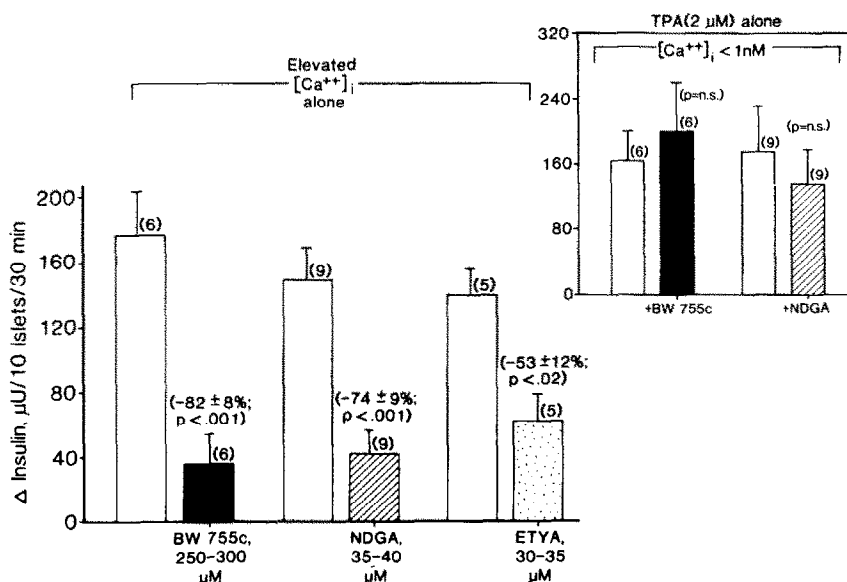 Elevated
[Ca++]i
alone
Δ Insulin, μU/10 islets/30 min
200
160
120
80
40
0
(6)
(-82 ±8%;
p<.001)
(6)
(9)
(-74 ±9%;
p<.001)
(9)
(5)
(-53 ±12%;
p<.02)
(5)
BW 755c,
250-300
μM
NDGA,
35-40
μM
ETYA,
30-35
μM
TPA(2 μM) alone
[Ca++]i <1nM
320
240
160
80
0
(6)
(p=n.s.)
(6)
(9)
(p=n.s.)
(9)
+BW 755c
+NDGA